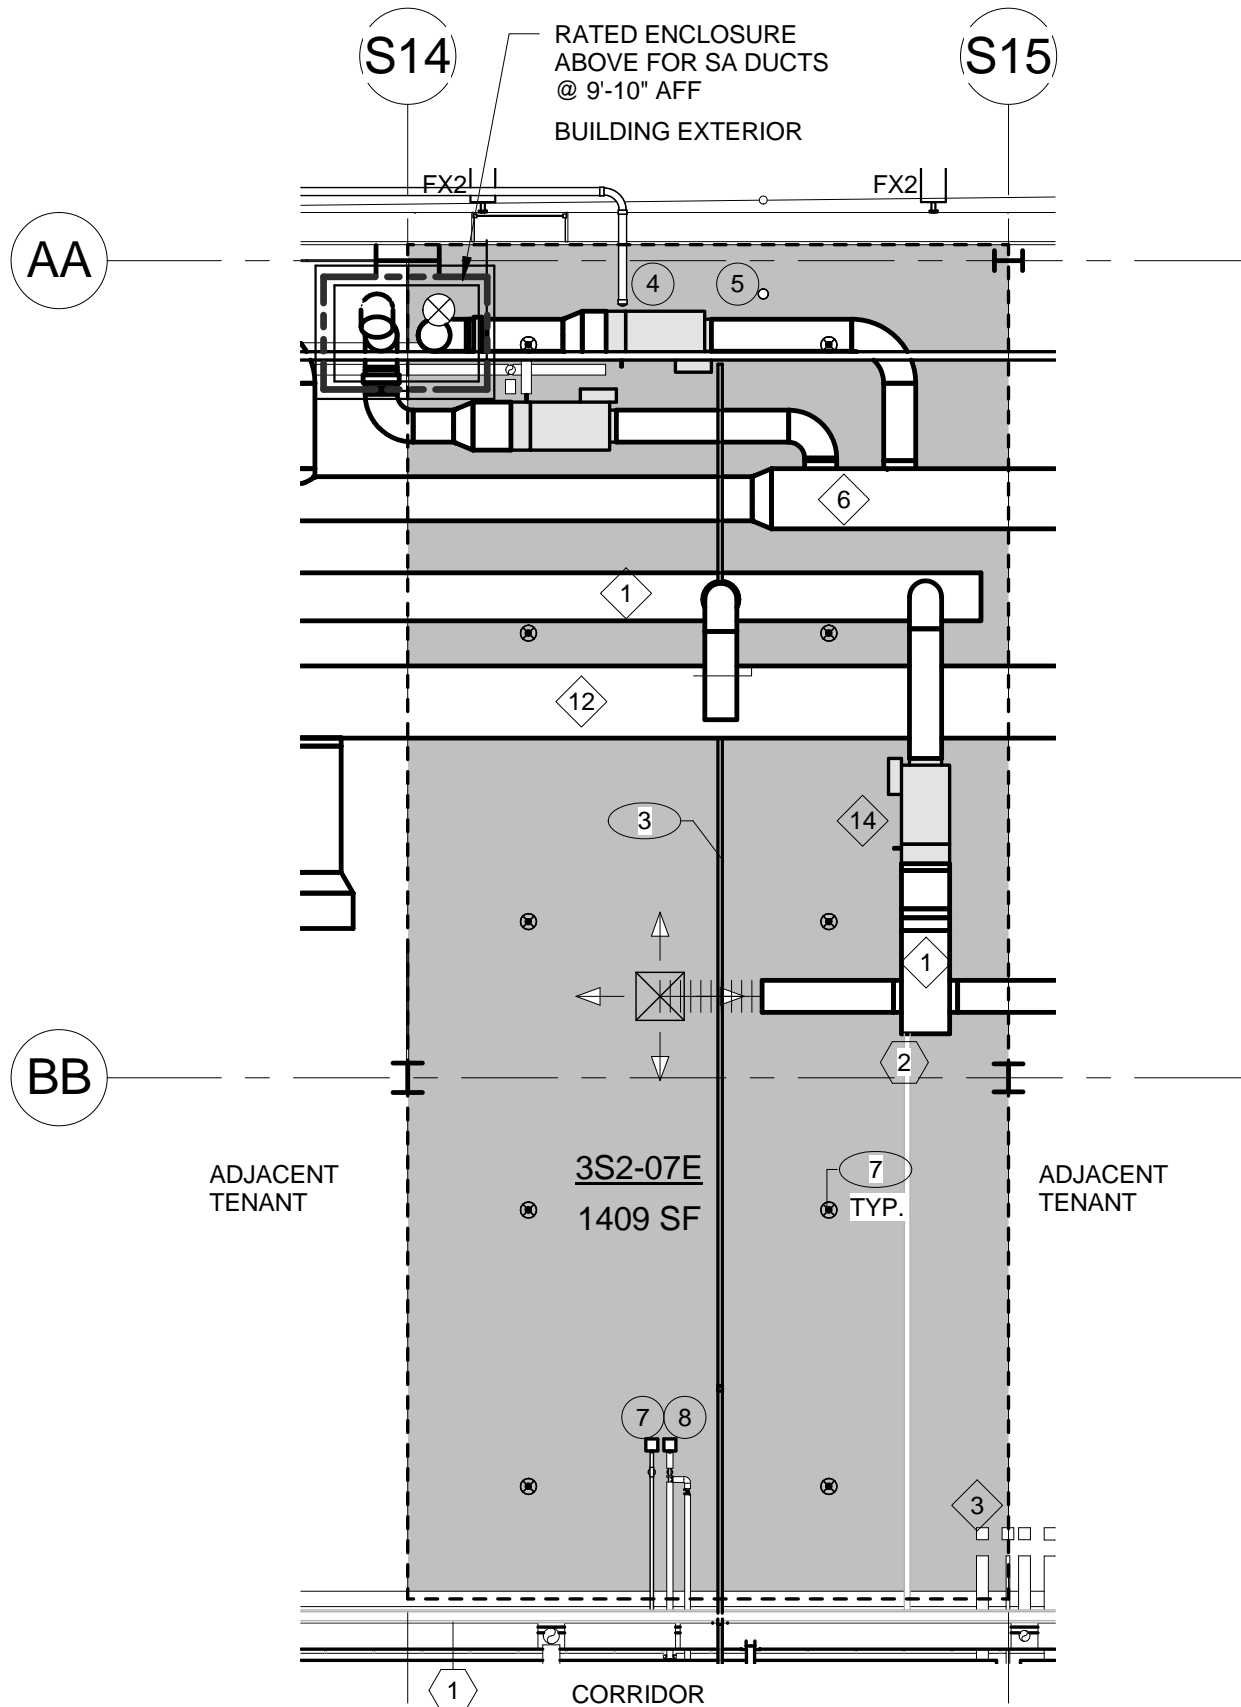 S14
RATED ENCLOSURE
ABOVE FOR SA DUCTS
@ 9'-10" AFF
BUILDING EXTERIOR
S15
FX2
FX2
AA
4
5
6
1
12
3
14
1
BB
2
ADJACENT
TENANT
3S2-07E
1409 SF
7
TYP.
ADJACENT
TENANT
7
8
3
1
CORRIDOR